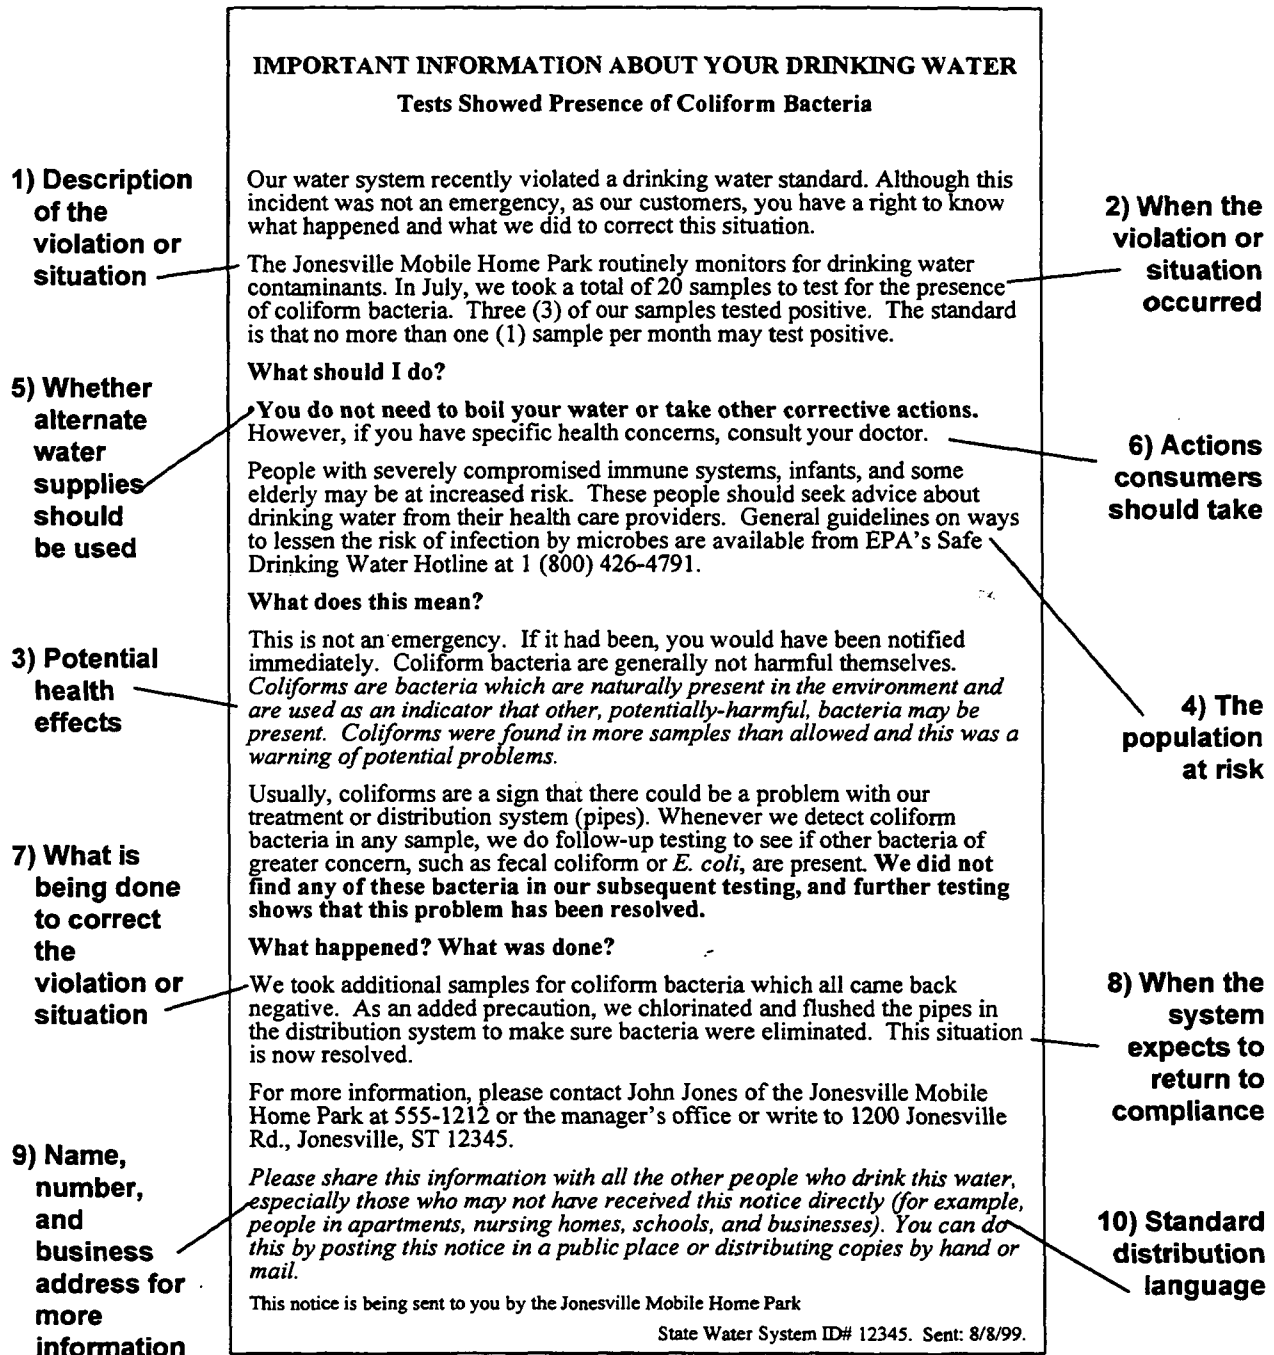 IMPORTANT INFORMATION ABOUT YOUR DRINKING WATER
Tests Showed Presence of Coliform Bacteria
1) Description
of the
violation or
situation
Our water system recently violated a drinking water standard. Although this
incident was not an emergency, as our customers, you have a right to know
what happened and what we did to correct this situation.
2) When the
violation or
situation
occurred
The Jonesville Mobile Home Park routinely monitors for drinking water
contaminants. In July, we took a total of 20 samples to test for the presence
of coliform bacteria. Three (3) of our samples tested positive. The standard
is that no more than one (1) sample per month may test positive.
What should I do?
5) Whether
alternate
water
supplies
should
be used
You do not need to boil your water or take other corrective actions.
However, if you have specific health concerns, consult your doctor.
6) Actions
consumers
should take
People with severely compromised immune systems, infants, and some
elderly may be at increased risk. These people should seek advice about
drinking water from their health care providers. General guidelines on ways
to lessen the risk of infection by microbes are available from EPA's Safe
Drinking Water Hotline at 1 (800) 426-4791.
What does this mean?
3) Potential
health
effects
This is not an emergency. If it had been, you would have been notified
immediately. Coliform bacteria are generally not harmful themselves.
Coliforms are bacteria which are naturally present in the environment and
are used as an indicator that other, potentially-harmful, bacteria may be
present. Coliforms were found in more samples than allowed and this was a
warning of potential problems.
4) The
population
at risk
Usually, coliforms are a sign that there could be a problem with our
treatment or distribution system (pipes). Whenever we detect coliform
bacteria in any sample, we do follow-up testing to see if other bacteria of
greater concern, such as fecal coliform or E. coli, are present. We did not
find any of these bacteria in our subsequent testing, and further testing
shows that this problem has been resolved.
7) What is
being done
to correct
the
violation or
situation
What happened? What was done?
We took additional samples for coliform bacteria which all came back
negative. As an added precaution, we chlorinated and flushed the pipes in
the distribution system to make sure bacteria were eliminated. This situation
is now resolved.
8) When the
system
expects to
return to
compliance
For more information, please contact John Jones of the Jonesville Mobile
Home Park at 555-1212 or the manager's office or write to 1200 Jonesville
Rd., Jonesville, ST 12345.
9) Name,
number,
and
business
address for
more
information
Please share this information with all the other people who drink this water,
especially those who may not have received this notice directly (for example,
people in apartments, nursing homes, schools, and businesses). You can do
this by posting this notice in a public place or distributing copies by hand or
mail.
10) Standard
distribution
language
This notice is being sent to you by the Jonesville Mobile Home Park
State Water System ID# 12345. Sent: 8/8/99.